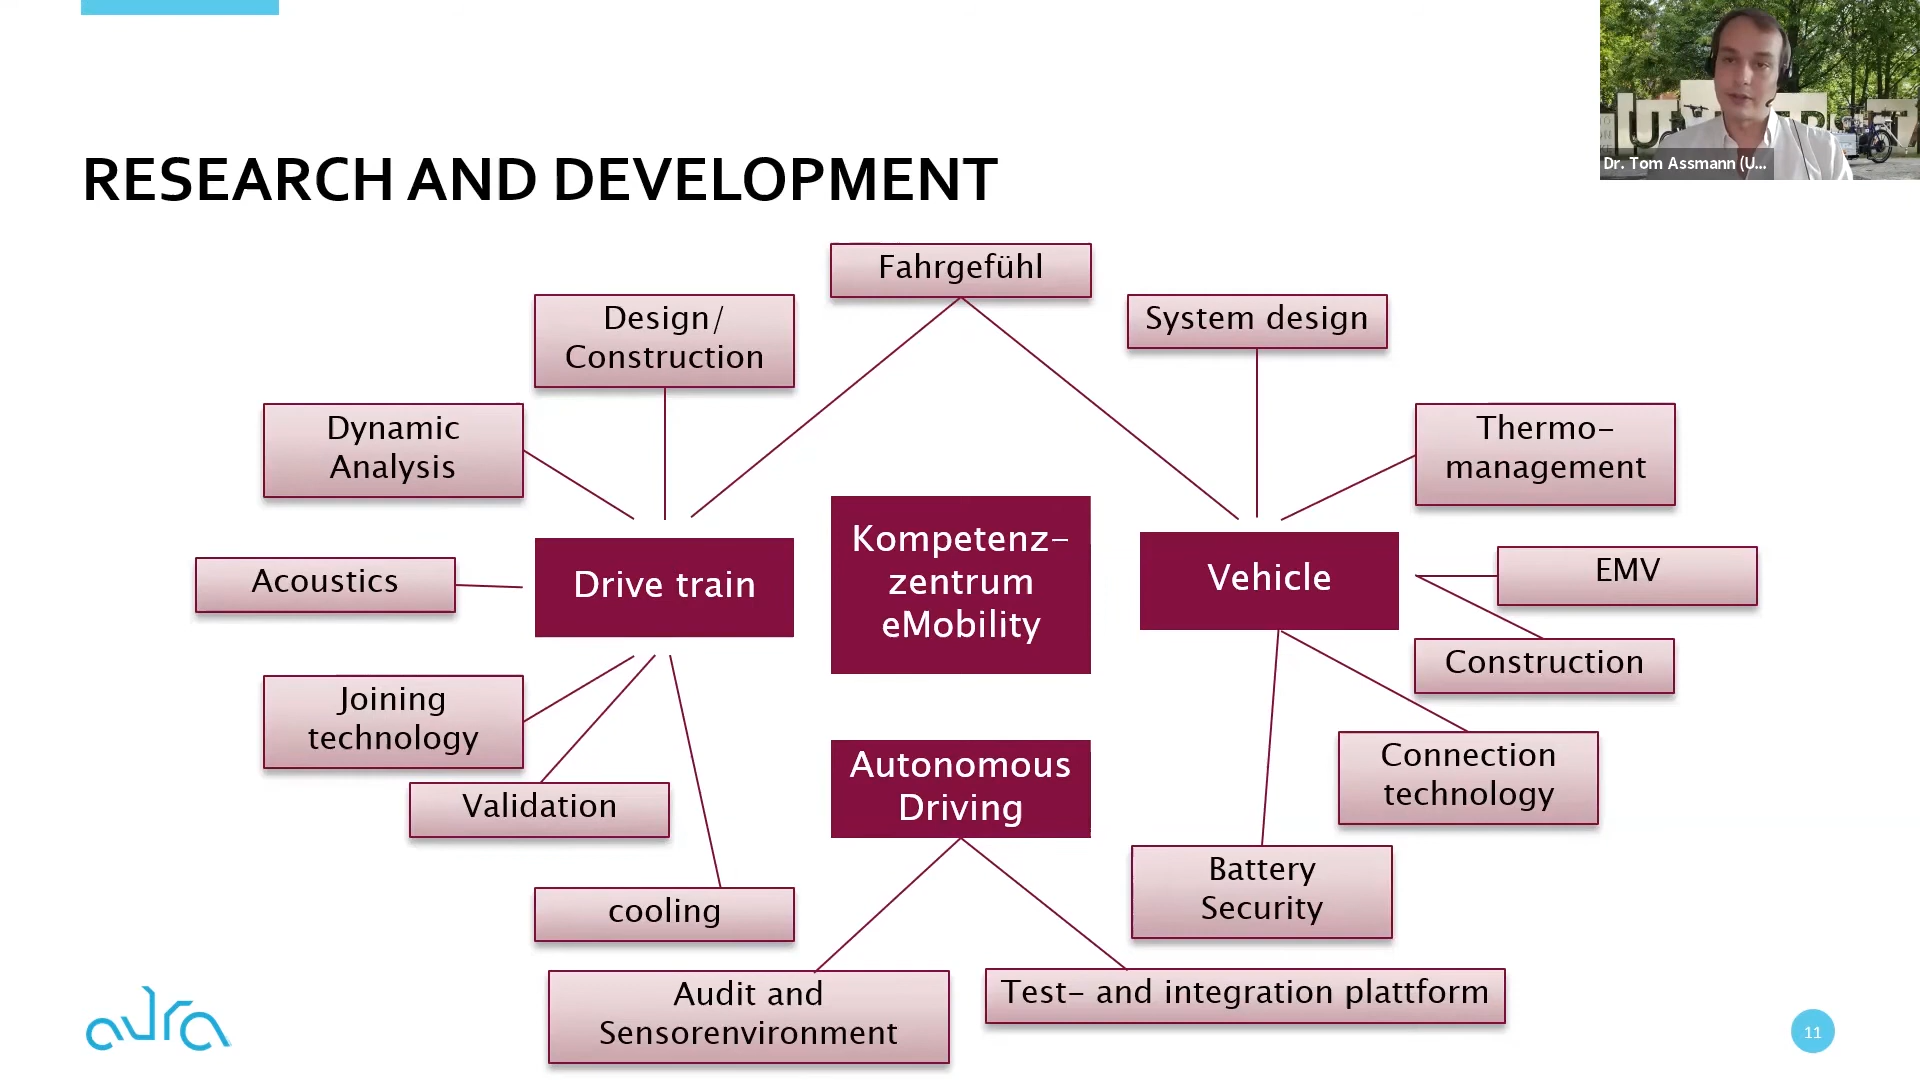 RESEARCH AND DEVELOPMENT
Dr. Tom Assmann (U...
Fahrgefühl
Design/
Construction
System design
Dynamic
Analysis
Thermo-
management
Kompetenz-
zentrum
eMobility
Drive train
Vehicle
Acoustics
EMV
Construction
Joining
technology
Validation
Connection
technology
Autonomous
Driving
cooling
Battery
Security
Audit and
Sensorenvironment
Test- and integration plattform
aura
11